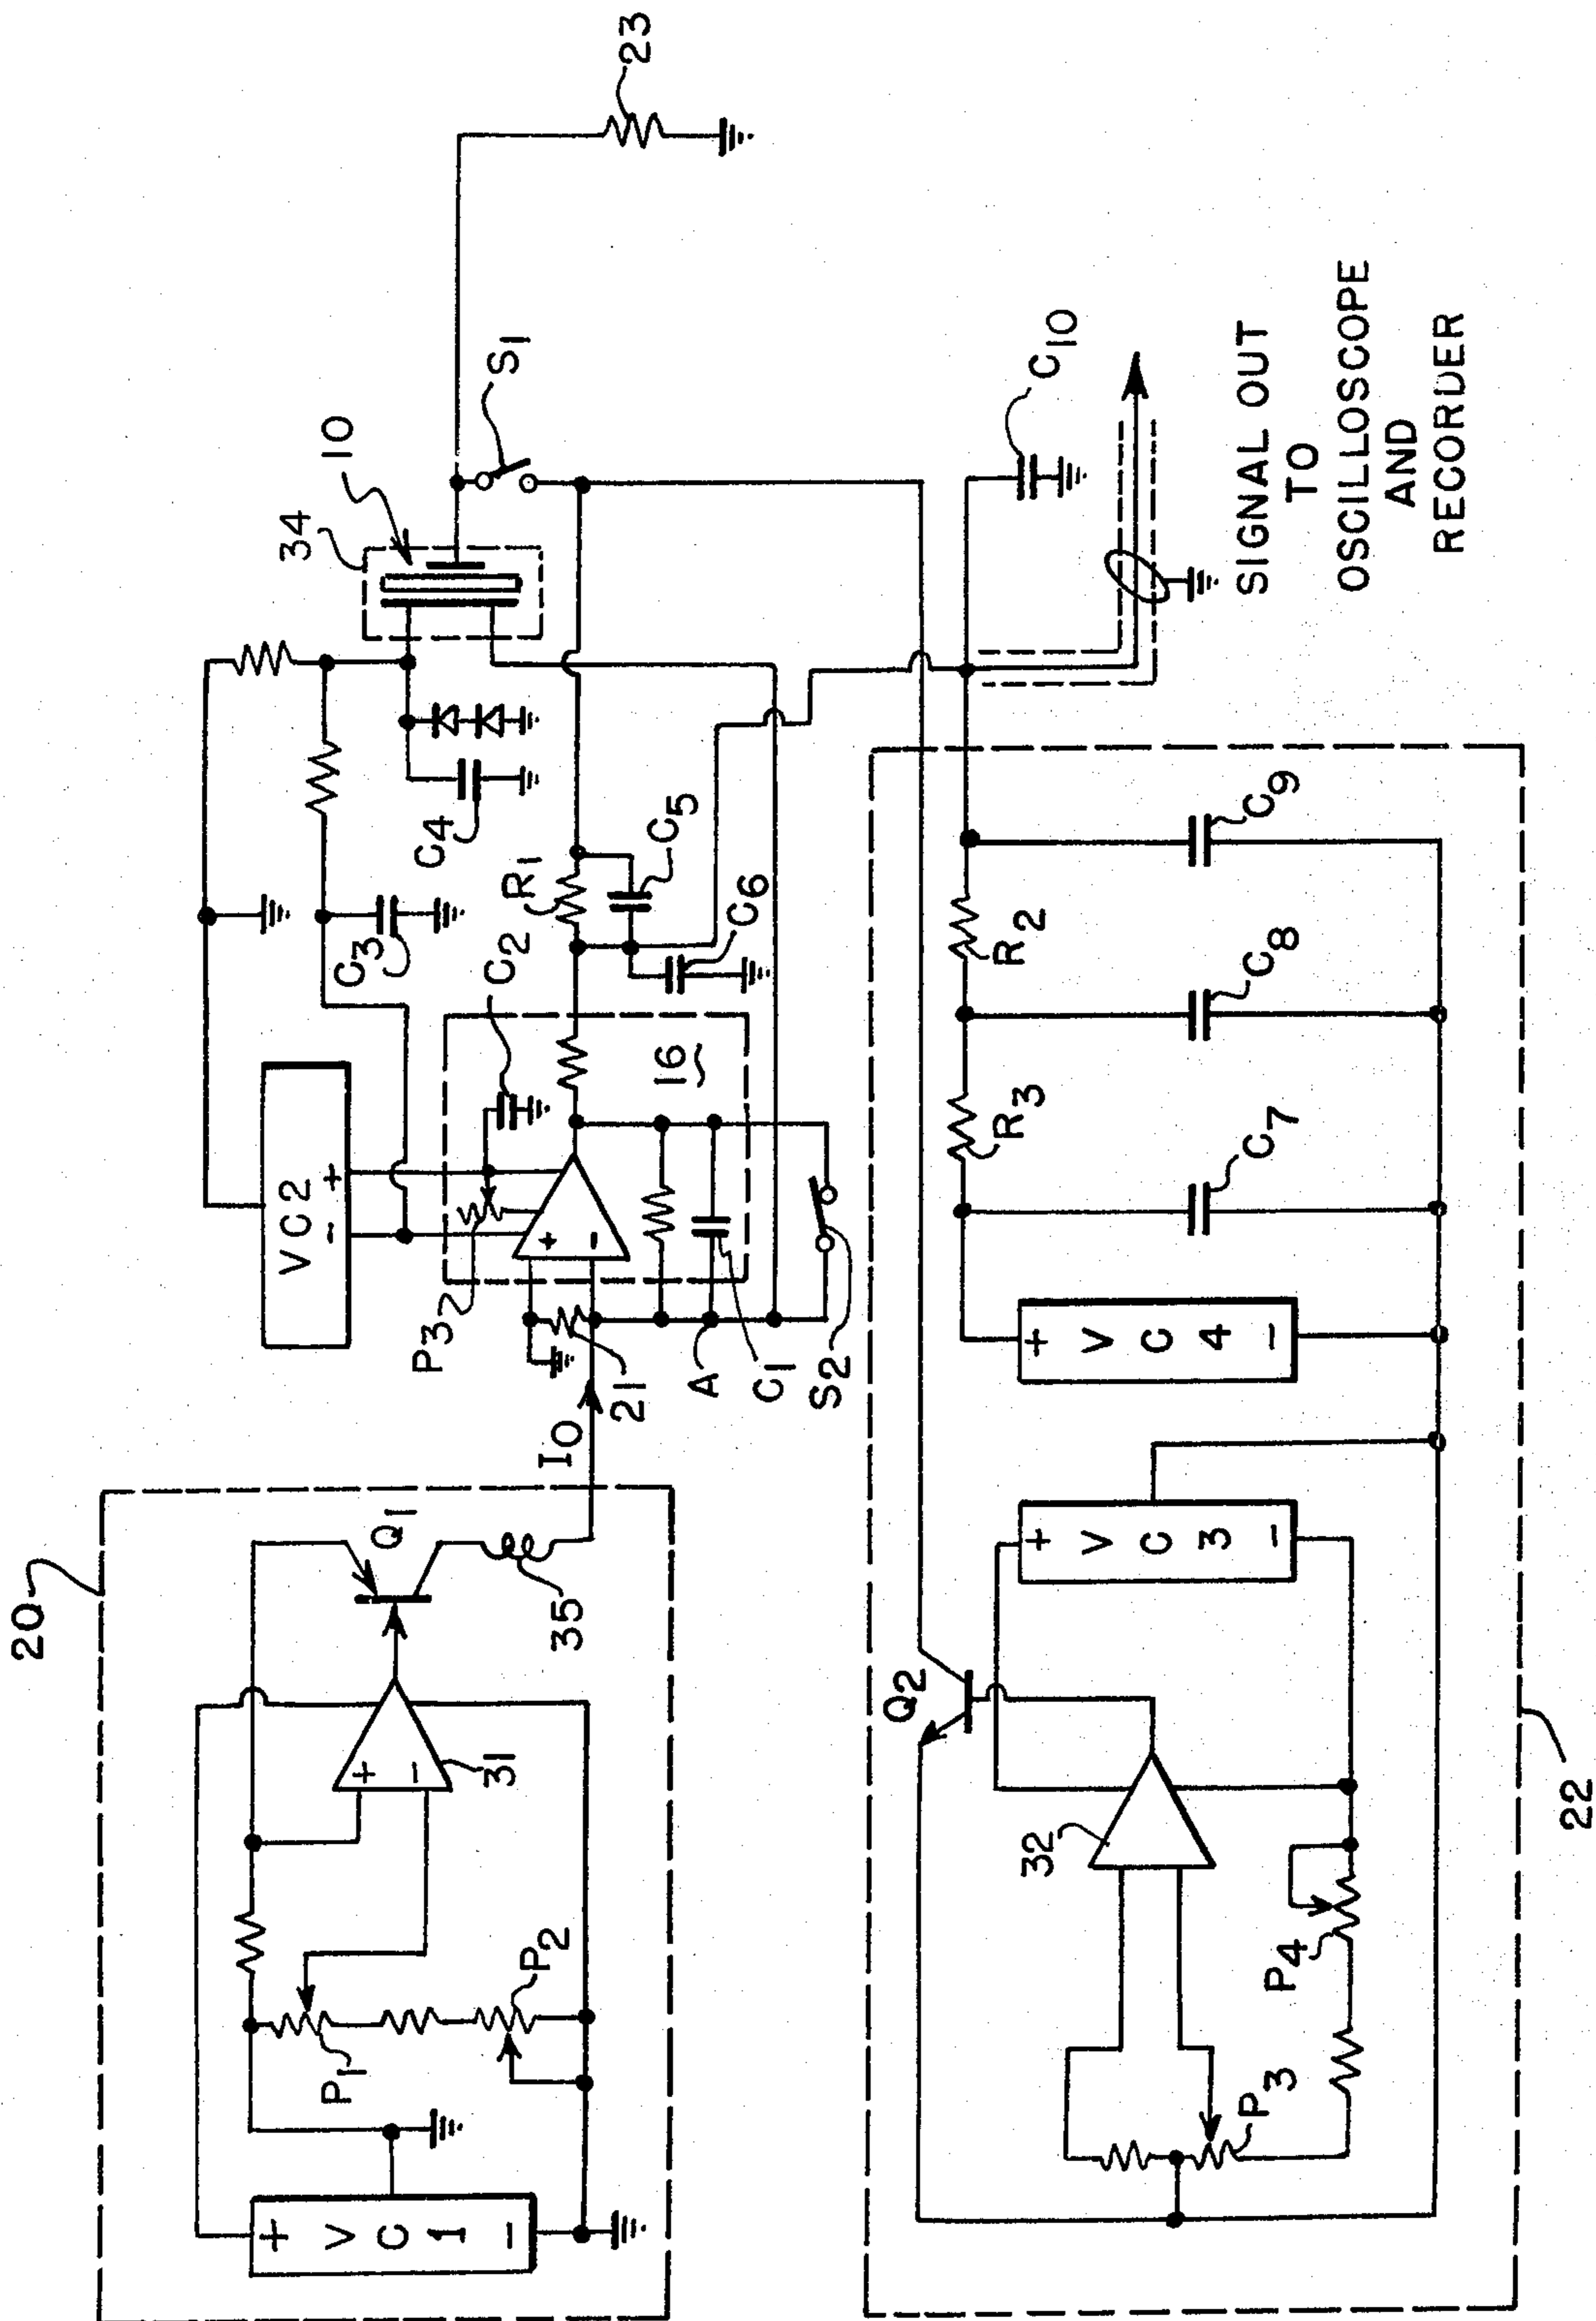 20
+
V
C
1
−
P1
P2
+
−
31
Q1
35
I0
VC2
− +
P3
+
−
21
A
C1
S2
16
C2
C3
C4
R1
C5
C6
34
10
S1
23
P3
P4
32
Q2
+
V
C
3
−
+
V
C
4
−
R3
R2
C7
C8
C9
C10
SIGNAL OUT
TO
OSCILLOSCOPE
AND
RECORDER
22